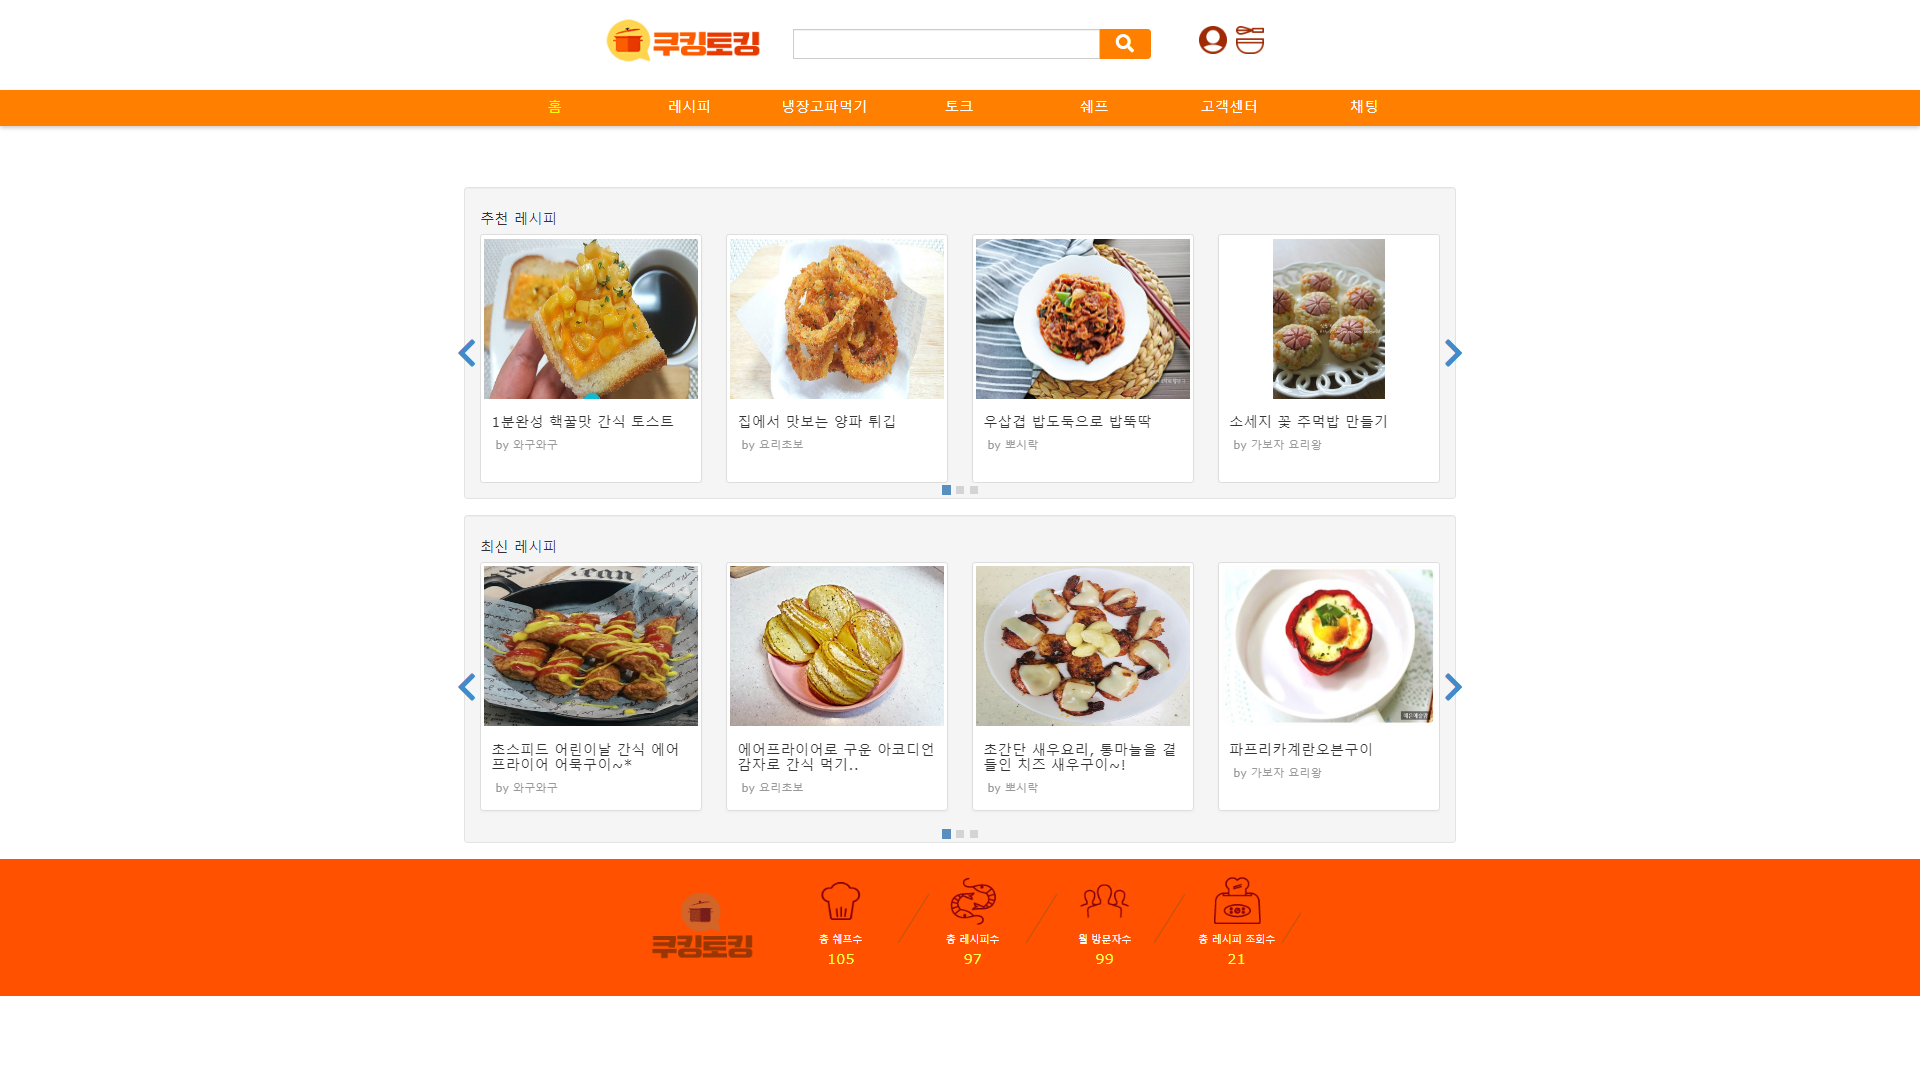 쿠킹토킹
홈 레시피 냉장고파먹기 토크 쉐프 고객센터 채팅
추천 레시피
1분완성 핵꿀맛 간식 토스트
by 와구와구
집에서 맛보는 양파 튀김
by 요리초보
우삼겹 밥도둑으로 밥뚝딱
by 뽀시락
소세지 꽃 주먹밥 만들기
by 가보자 요리왕
최신 레시피
초스피드 어린이날 간식 에어
프라이어 어묵구이~*
by 와구와구
에어프라이어로 구운 아코디언
감자로 간식 먹기..
by 요리초보
초간단 새우요리, 통마늘을 곁
들인 치즈 새우구이~!
by 뽀시락
파프리카계란오븐구이
by 가보자 요리왕
쿠킹토킹
총 쉐프수
105
총 레시피수
97
월 방문자수
99
총 레시피 조회수
21